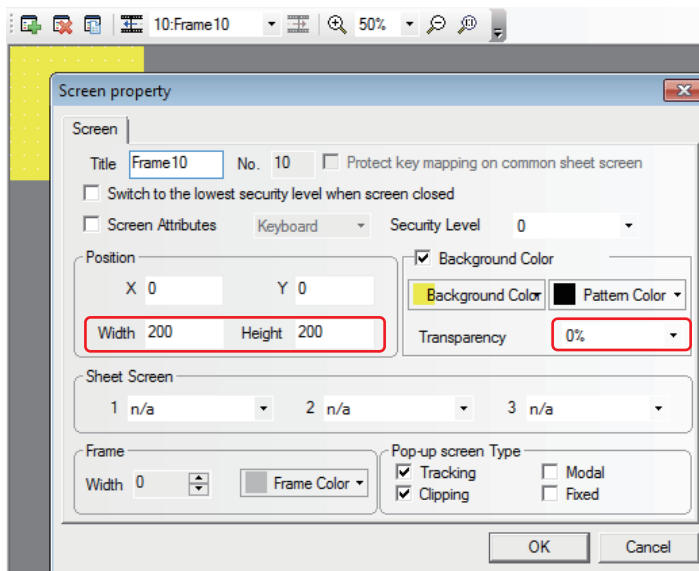 10:Frame10 50%
Screen property
Screen
Title Frame10 No. 10 Protect key mapping on common sheet screen
Switch to the lowest security level when screen closed
Screen Attributes Keyboard Security Level 0
Position Background Color
X 0 Y 0
Background Color Pattern Color
Width 200 Height 200 Transparency 0%
Sheet Screen
1 n/a 2 n/a 3 n/a
Frame Pop-up screen Type
Tracking Modal
Width 0 Frame Color
Clipping Fixed
OK Cancel